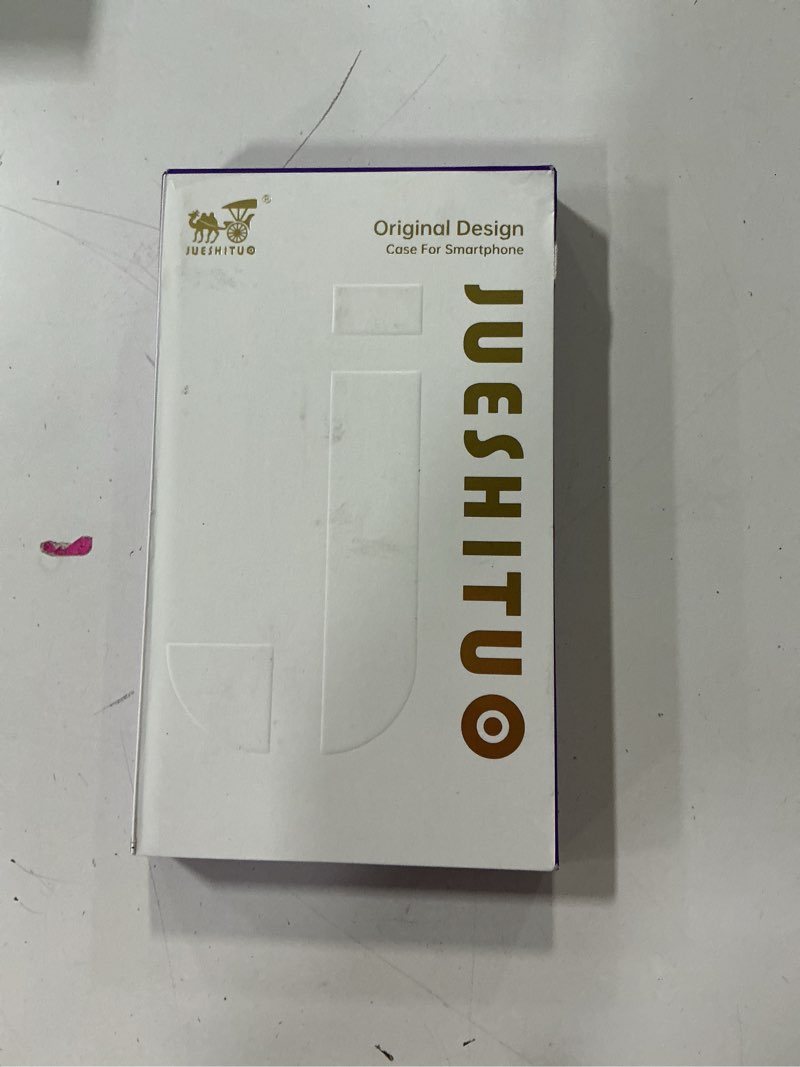 ®
JUESHITUO
Original Design
Case For Smartphone
JUESHITUO